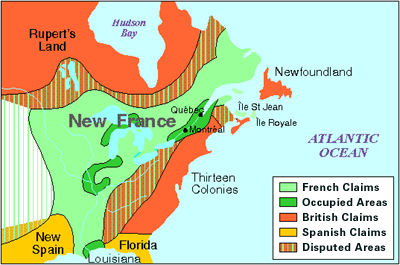 Hudson
Bay
Rupert's
Land
Newfoundland
Québec
Île St Jean
New France
Île Royale
Montréal
ATLANTIC
OCEAN
Thirteen
Colonies
French Claims
Occupied Areas
British Claims
Spanish Claims
Disputed Areas
New
Spain
Florida
Louisiana